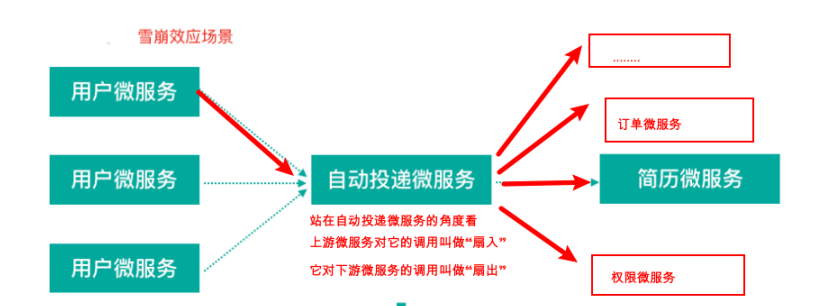 雪崩效应场景
用户微服务
用户微服务
用户微服务
自动投递微服务
站在自动投递微服务的角度看
上游微服务对它的调用叫做“扇入”
它对下游微服务的调用叫做“扇出”
........
订单微服务
简历微服务
权限微服务